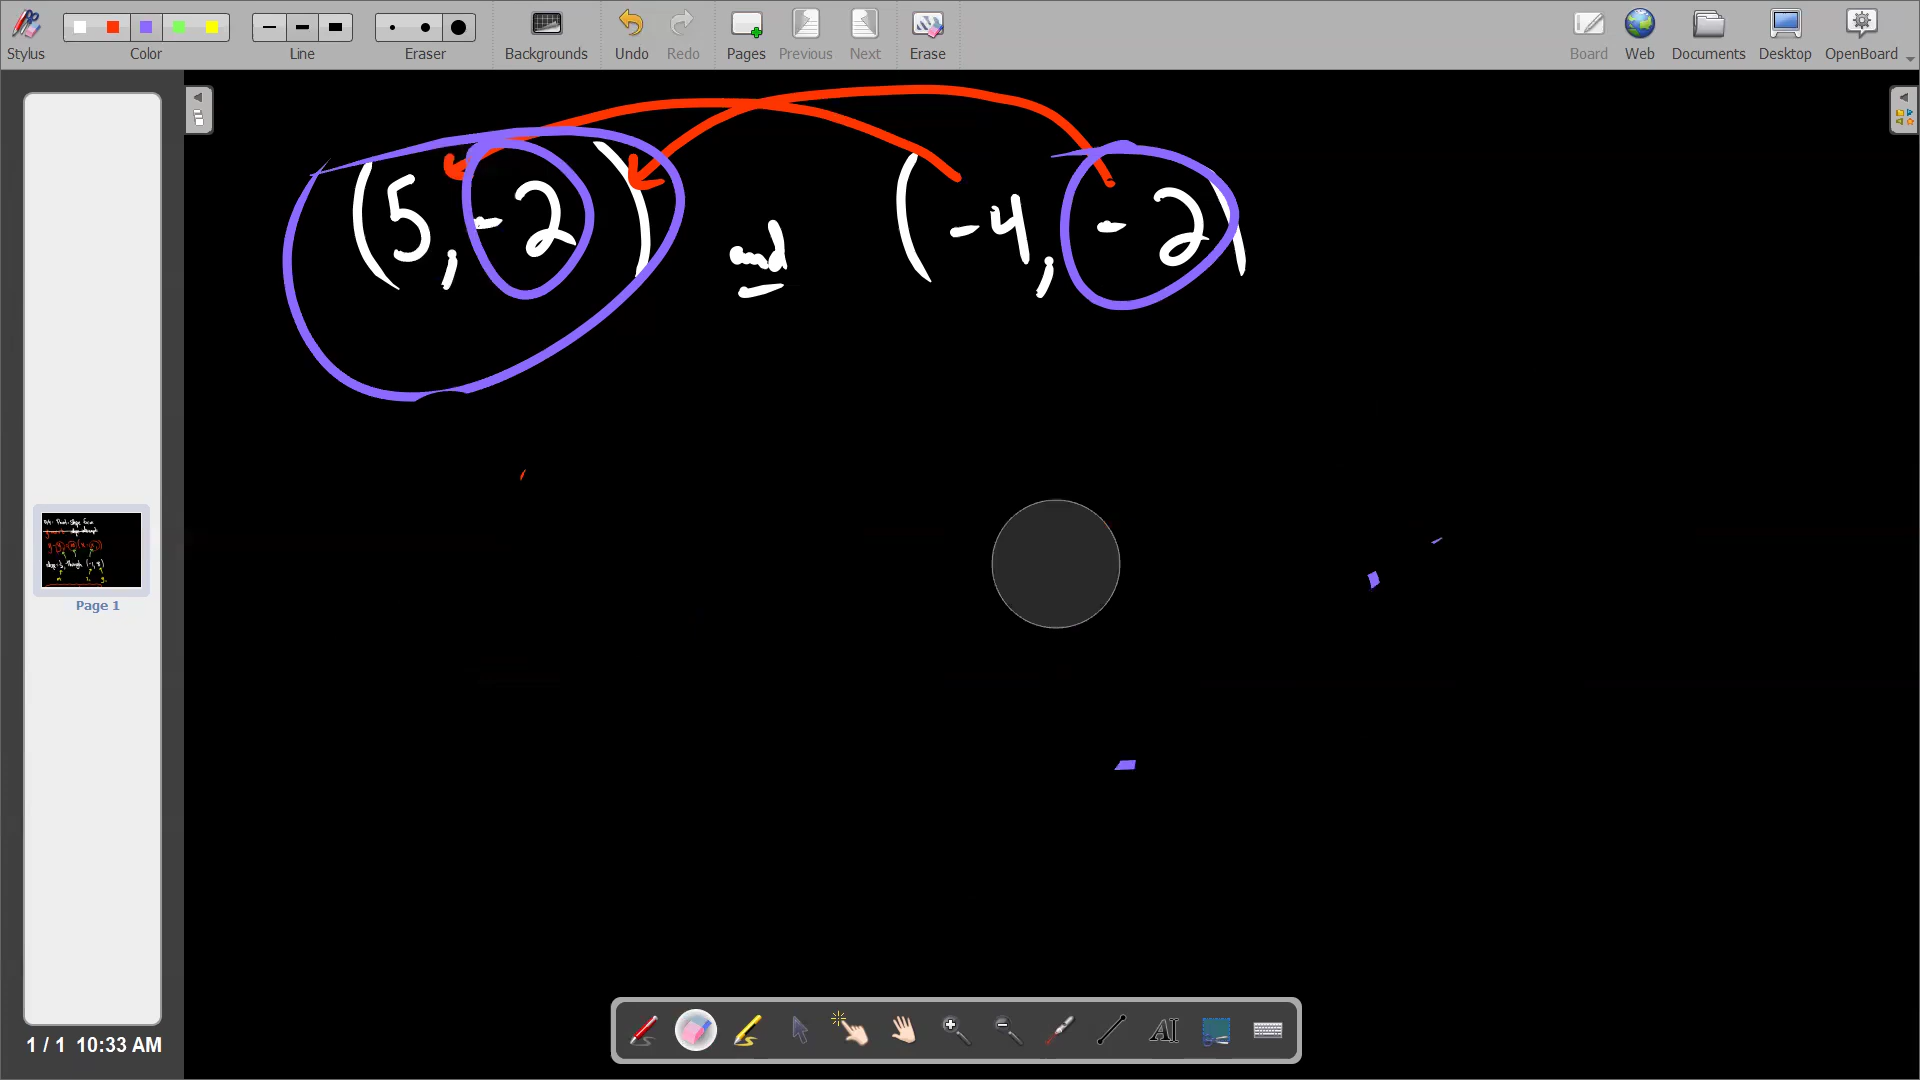 Stylus Color Line Eraser Backgrounds Undo Redo Pages Previous Next Erase Board Web Documents Desktop OpenBoard
(5, -2) and (-4, -2)
Page 1
1 / 1 10:33 AM